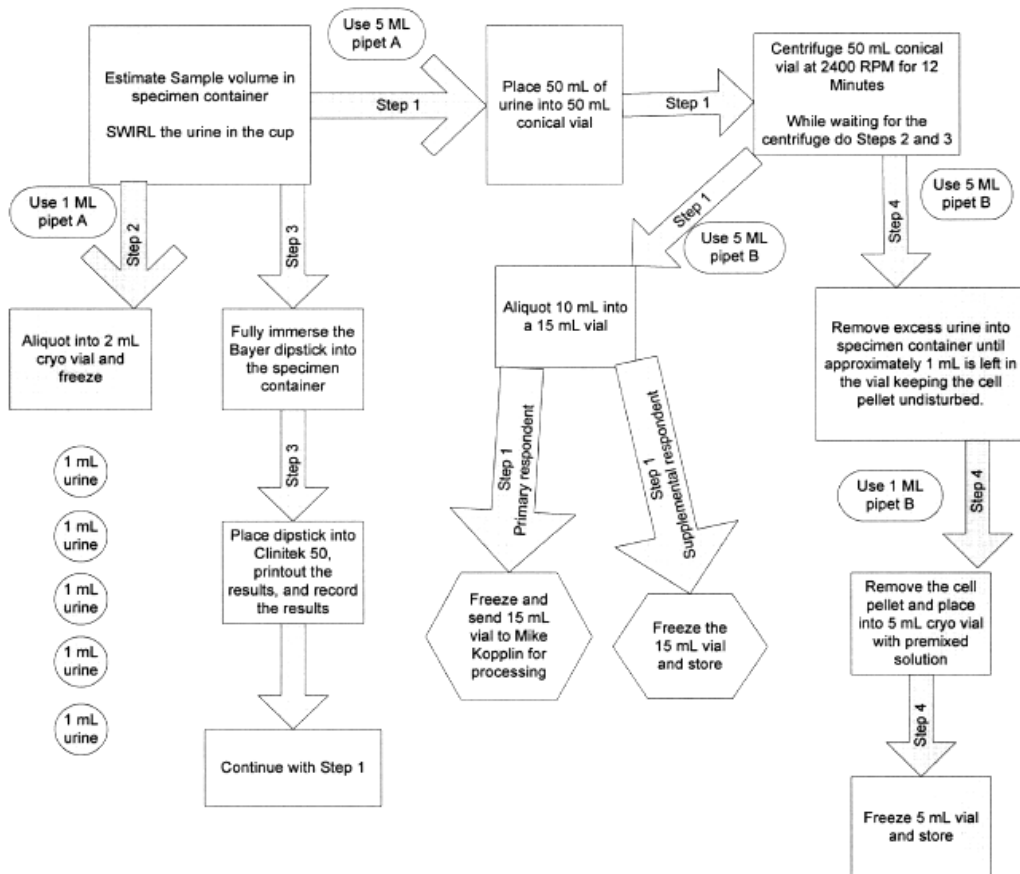 Use 5 ML
pipet A
Estimate Sample volume in
specimen container
SWIRL the urine in the cup
Step 1
Place 50 mL of
urine into 50 mL
conical vial
Step 1
Centrifuge 50 mL conical
vial at 2400 RPM for 12
Minutes
While waiting for the
centrifuge do Steps 2 and 3
Use 1 ML
pipet A
Step 2
Step 3
Step 1
Use 5 ML
pipet B
Step 4
Use 5 ML
pipet B
Aliquot into 2 mL
cryo vial and
freeze
Fully immerse the
Bayer dipstick into
the specimen
container
Aliquot 10 mL into
a 15 mL vial
Remove excess urine into
specimen container until
approximately 1 mL is left in
the vial keeping the cell
pellet undisturbed.
1 mL
urine
1 mL
urine
1 mL
urine
1 mL
urine
1 mL
urine
Step 3
Place dipstick into
Clinitek 50,
printout the
results, and record
the results
Continue with Step 1
Step 1
Primary respondent
Step 1
Supplemental respondent
Freeze and
send 15 mL
vial to Mike
Kopplin for
processing
Freeze the
15 mL vial
and store
Use 1 ML
pipet B
Step 4
Remove the cell
pellet and place
into 5 mL cryo vial
with premixed
solution
Step 4
Freeze 5 mL vial
and store